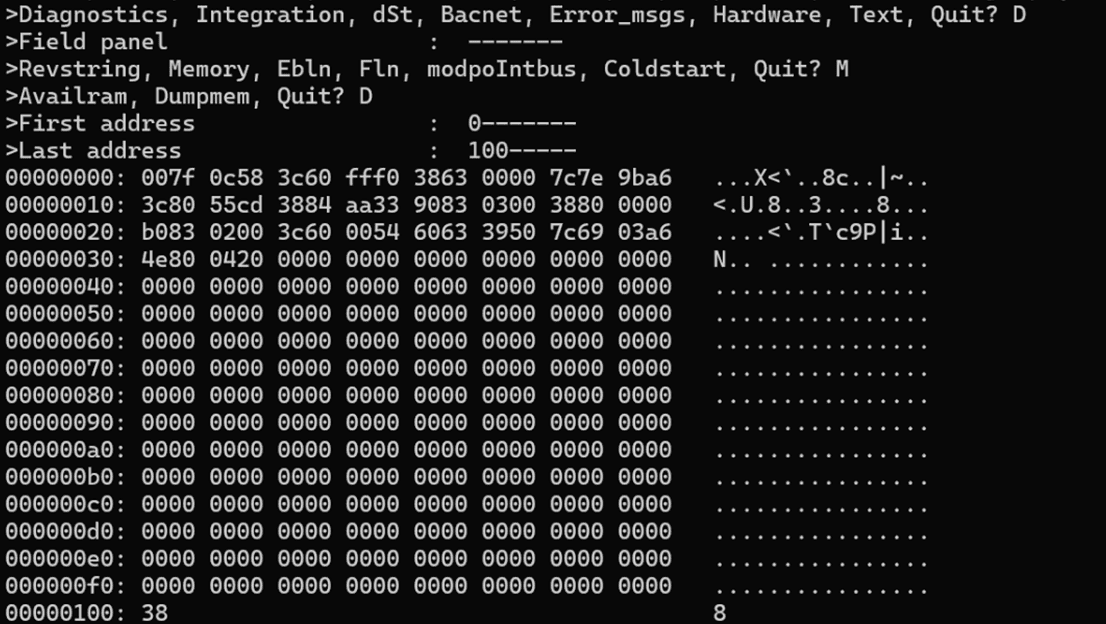 >Diagnostics, Integration, dSt, Bacnet, Error_msgs, Hardware, Text, Quit? D
>Field panel                    :  -------
>Revstring, Memory, Ebln, Fln, modpoIntbus, Coldstart, Quit? M
>Availram, Dumpmem, Quit? D
>First address                  :  0-------
>Last address                   :  100-----
00000000: 007f 0c58 3c60 fff0 3863 0000 7c7e 9ba6   ...X<`..8c..|~..
00000010: 3c80 55cd 3884 aa33 9083 0300 3880 0000   <.U.8..3....8...
00000020: b083 0200 3c60 0054 6063 3950 7c69 03a6   ....<`.T`c9P|i..
00000030: 4e80 0420 0000 0000 0000 0000 0000 0000   N.. ............
00000040: 0000 0000 0000 0000 0000 0000 0000 0000   ................
00000050: 0000 0000 0000 0000 0000 0000 0000 0000   ................
00000060: 0000 0000 0000 0000 0000 0000 0000 0000   ................
00000070: 0000 0000 0000 0000 0000 0000 0000 0000   ................
00000080: 0000 0000 0000 0000 0000 0000 0000 0000   ................
00000090: 0000 0000 0000 0000 0000 0000 0000 0000   ................
000000a0: 0000 0000 0000 0000 0000 0000 0000 0000   ................
000000b0: 0000 0000 0000 0000 0000 0000 0000 0000   ................
000000c0: 0000 0000 0000 0000 0000 0000 0000 0000   ................
000000d0: 0000 0000 0000 0000 0000 0000 0000 0000   ................
000000e0: 0000 0000 0000 0000 0000 0000 0000 0000   ................
000000f0: 0000 0000 0000 0000 0000 0000 0000 0000   ................
00000100: 38                                        8